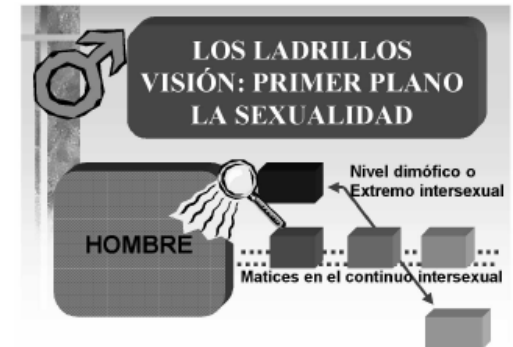 LOS LADRILLOS
VISIÓN: PRIMER PLANO
LA SEXUALIDAD
Nivel dimófico o
Extremo intersexual
HOMBRE
Matices en el continuo intersexual